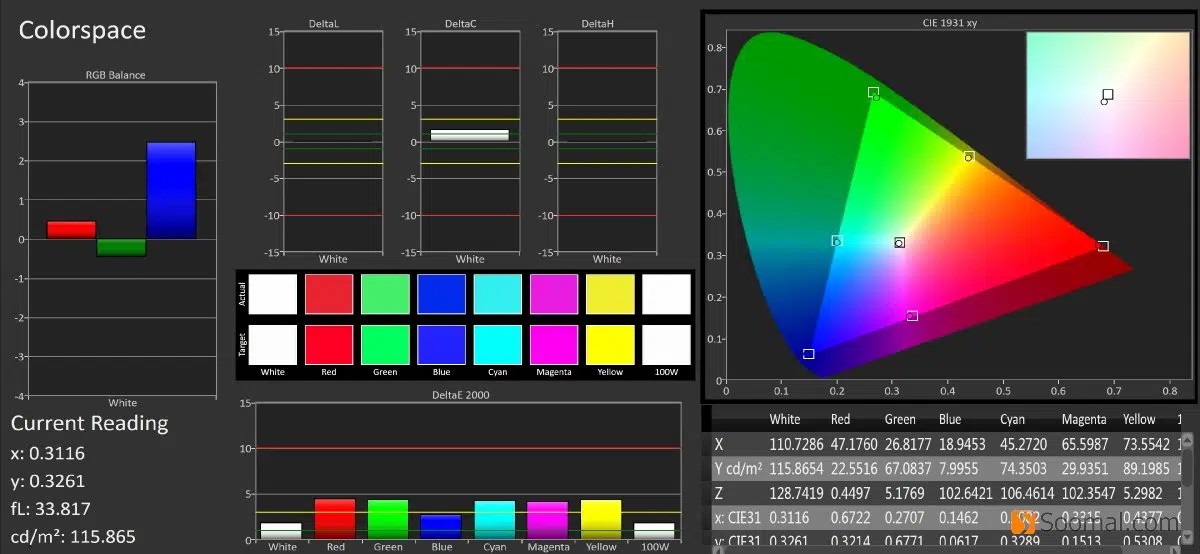 Colorspace
RGB Balance
4
3
2
1
0
-1
-2
-3
-4
White
Current Reading
x: 0.3116
y: 0.3261
fL: 33.817
cd/m²: 115.865
DeltaL
15
10
5
0
-5
-10
-15
White
DeltaC
15
10
5
0
-5
-10
-15
White
DeltaH
15
10
5
0
-5
-10
-15
White
Actual
Target
White Red Green Blue Cyan Magenta Yellow 100W
DeltaE 2000
15
10
5
0
White Red Green Blue Cyan Magenta Yellow 100W
CIE 1931 xy
0.8
0.7
0.6
0.5
0.4
0.3
0.2
0.1
0
0 0.1 0.2 0.3 0.4 0.5 0.6 0.7 0.8
White Red Green Blue Cyan Magenta Yellow 1
X 110.7286 47.1760 26.8177 18.9453 45.2720 65.5987 73.5542 1
Y cd/m² 115.8654 22.5516 67.0837 7.9955 74.3503 29.9351 89.1985 1
Z 128.7419 0.4497 5.1769 102.6421 106.4614 102.3547 5.2982 1
x: CIE31 0.3116 0.6722 0.2707 0.1462 0.3315 0.4377
y: CIE31 0.3261 0.3289 0.6771 0.0617 0.3290 0.1513 0.5308
Soomal.com